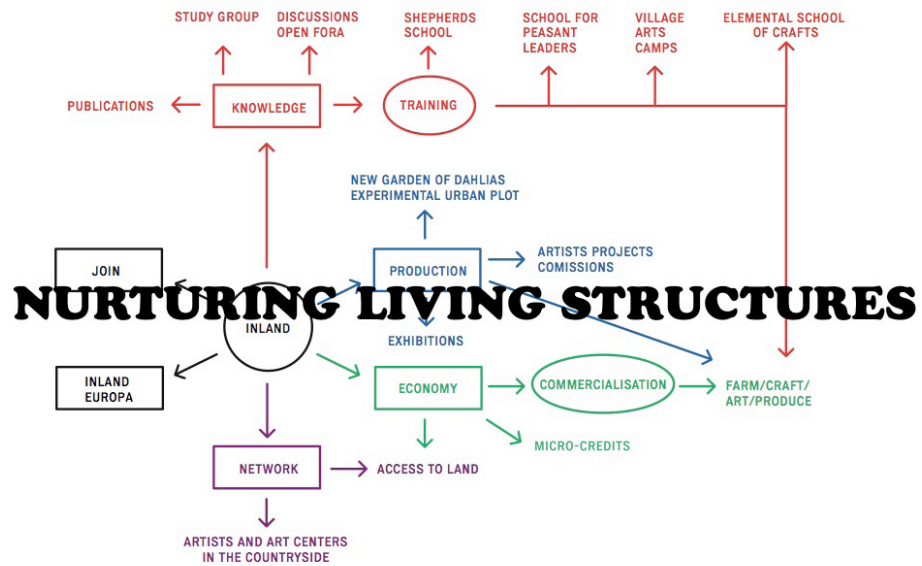 STUDY GROUP
DISCUSSIONS
OPEN FORA
SHEPHERDS
SCHOOL
SCHOOL FOR
PEASANT
LEADERS
VILLAGE
ARTS
CAMPS
ELEMENTAL SCHOOL
OF CRAFTS
PUBLICATIONS
KNOWLEDGE
TRAINING
NEW GARDEN OF DAHLIAS
EXPERIMENTAL URBAN PLOT
JOIN
PRODUCTION
ARTISTS PROJECTS
COMISSIONS
NURTURING LIVING STRUCTURES
INLAND
EXHIBITIONS
INLAND
EUROPA
ECONOMY
COMMERCIALISATION
FARM/CRAFT/
ART/PRODUCE
MICRO-CREDITS
NETWORK
ACCESS TO LAND
ARTISTS AND ART CENTERS
IN THE COUNTRYSIDE